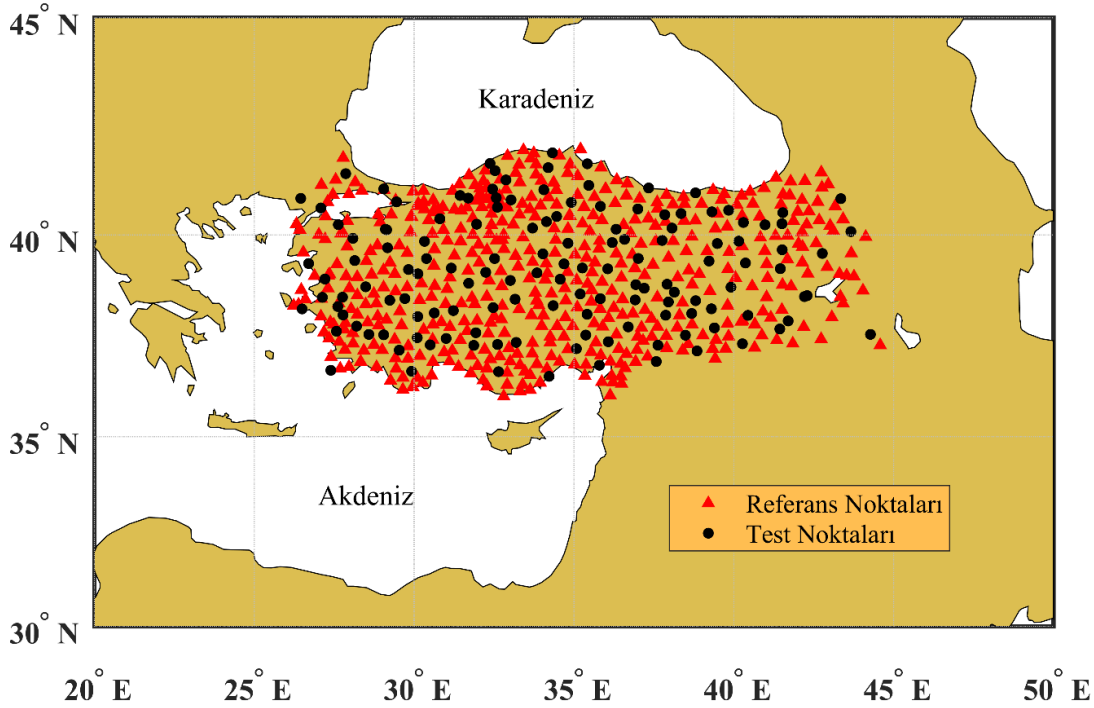 45° N
Karadeniz
40° N
35° N
Akdeniz
Referans Noktaları
Test Noktaları
30° N
20° E 25° E 30° E 35° E 40° E 45° E 50° E